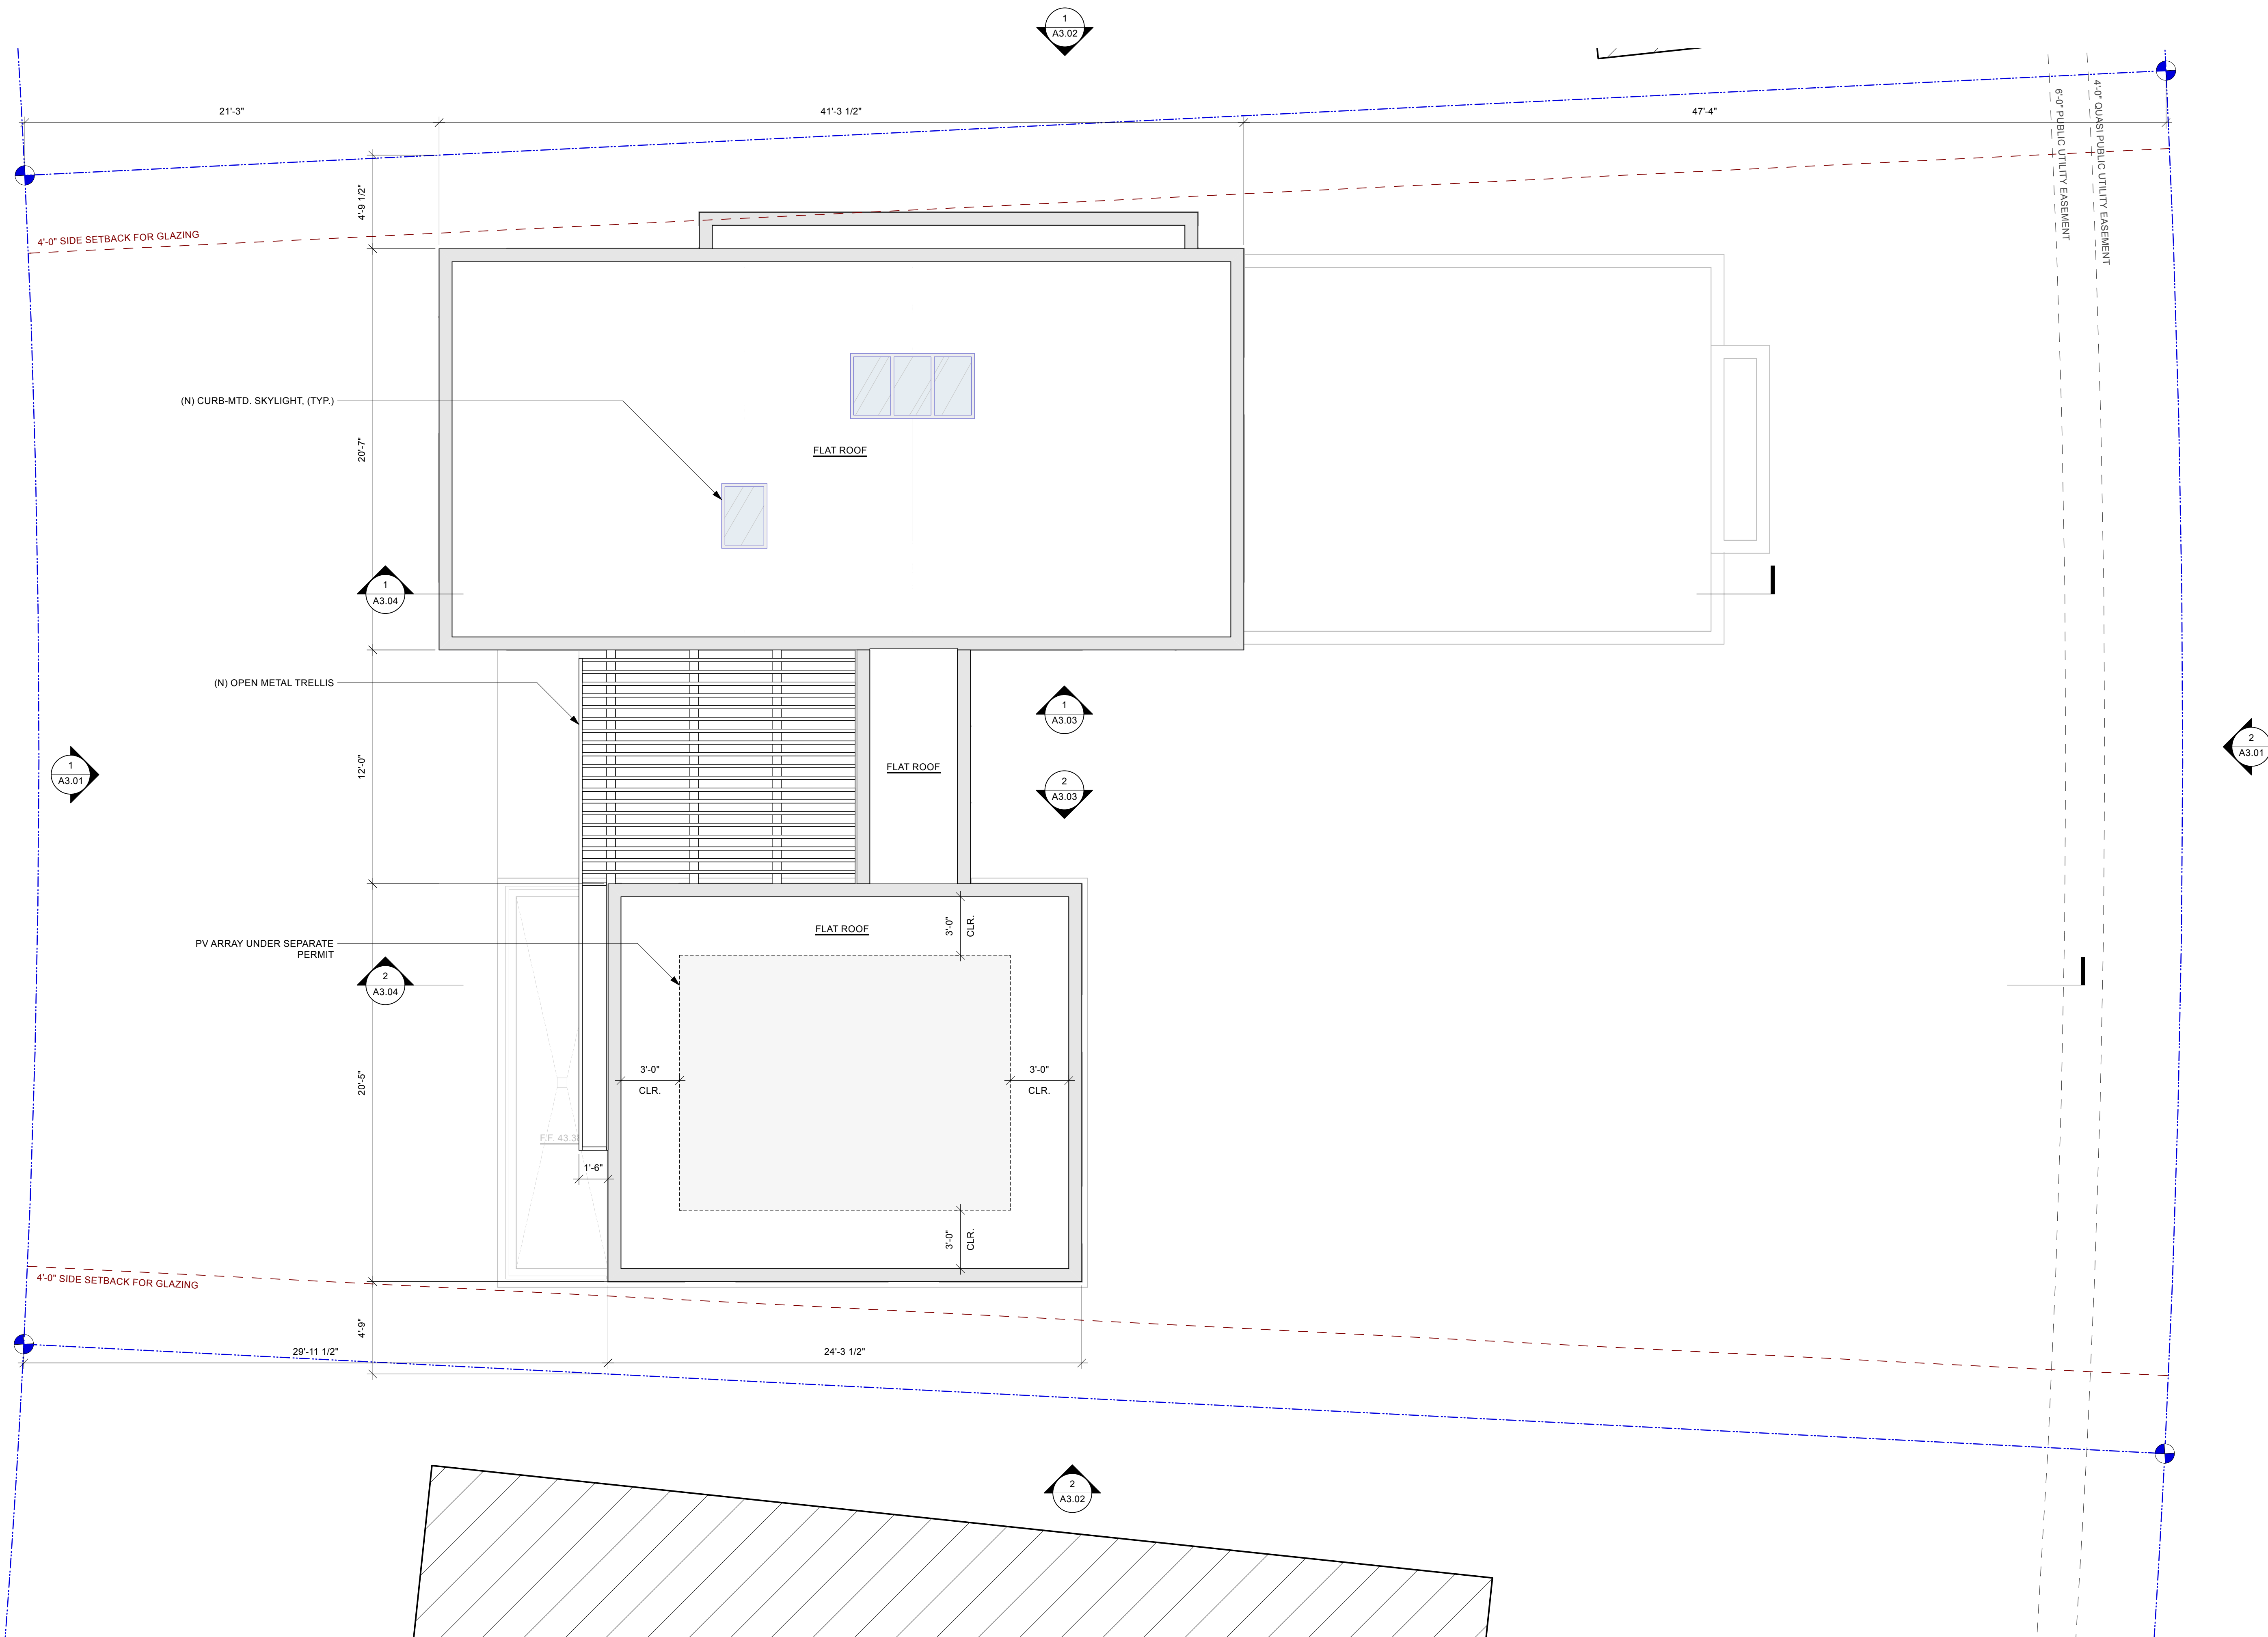 1
A3.02
21'-3"
41'-3 1/2"
47'-4"
6'-0" PUBLIC UTILITY EASEMENT
4'-0" QUASI PUBLIC UTILITY EASEMENT
4'-9 1/2"
4'-0" SIDE SETBACK FOR GLAZING
(N) CURB-MTD. SKYLIGHT, (TYP.)
20'-7"
FLAT ROOF
1
A3.04
(N) OPEN METAL TRELLIS
1
A3.03
12'-0"
FLAT ROOF
1
A3.01
2
A3.03
2
A3.01
PV ARRAY UNDER SEPARATE
PERMIT
FLAT ROOF
3'-0"
CLR.
2
A3.04
20'-5"
3'-0"
CLR.
3'-0"
CLR.
F.F. 43.3
1'-6"
3'-0"
CLR.
4'-0" SIDE SETBACK FOR GLAZING
4'-9"
29'-11 1/2"
24'-3 1/2"
2
A3.02